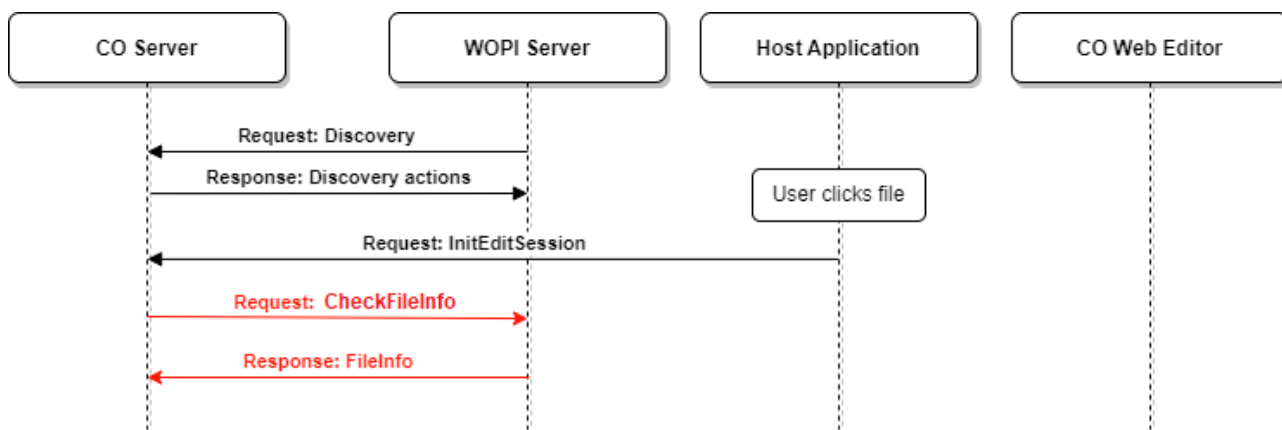 CO Server
WOPI Server
Host Application
CO Web Editor
Request: Discovery
Response: Discovery actions
User clicks file
Request: InitEditSession
Request: CheckFileInfo
Response: FileInfo